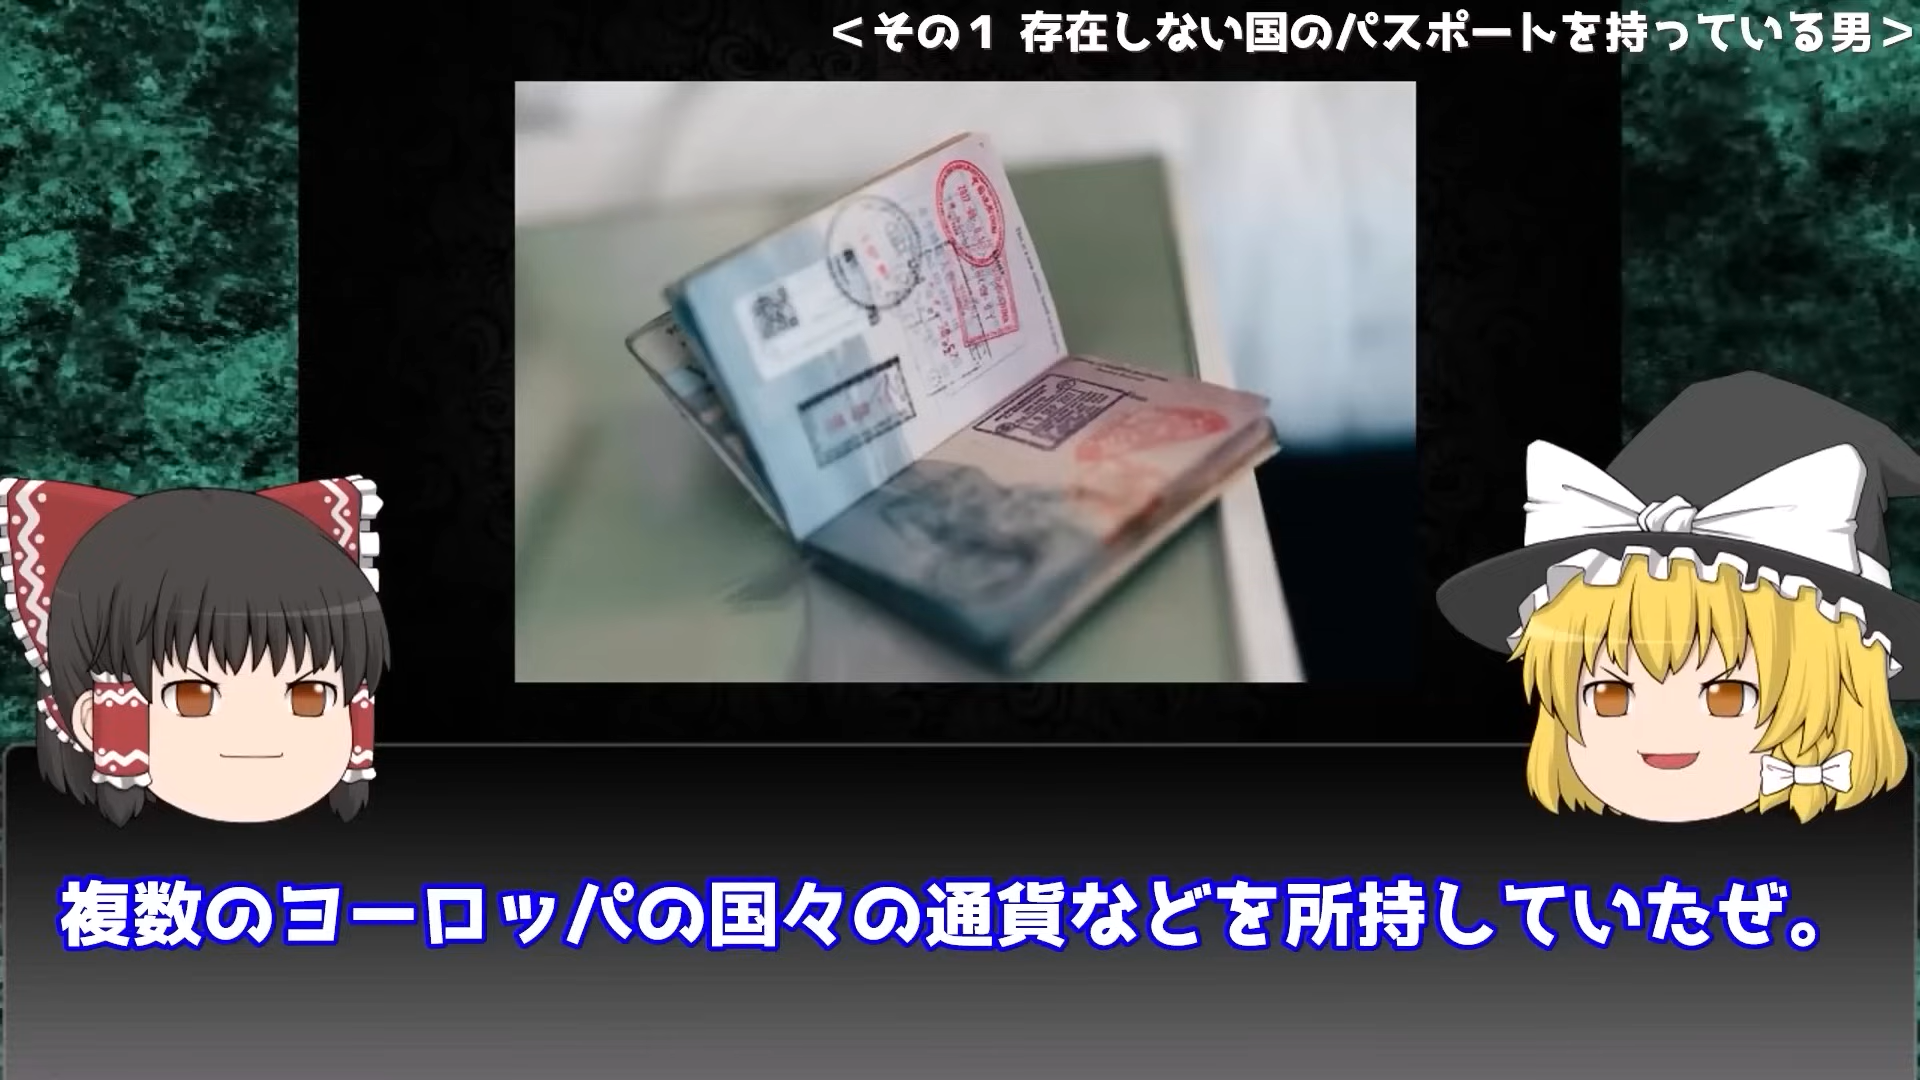 ＜その１ 存在しない国のパスポートを持っている男＞
複数のヨーロッパの国々の通貨などを所持していたぜ。